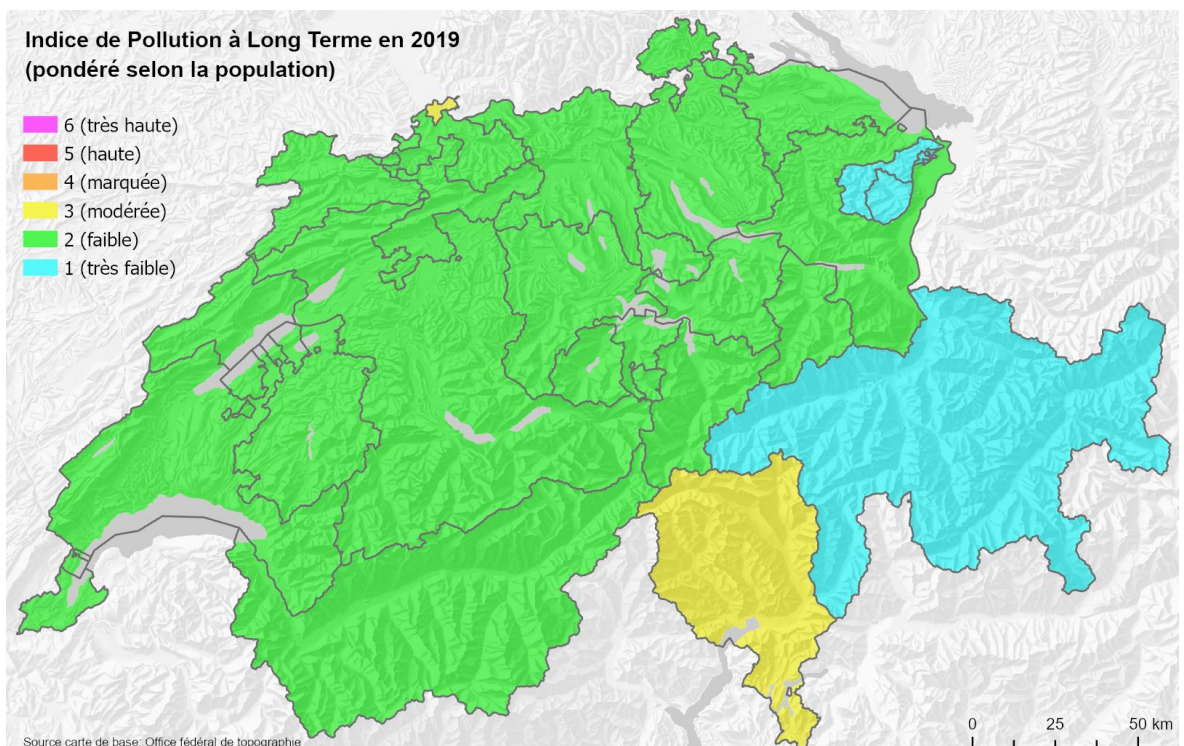 Indice de Pollution à Long Terme en 2019
(pondéré selon la population)
6 (très haute)
5 (haute)
4 (marquée)
3 (modérée)
2 (faible)
1 (très faible)
0 25 50 km
Source carte de base: Office fédéral de topographie